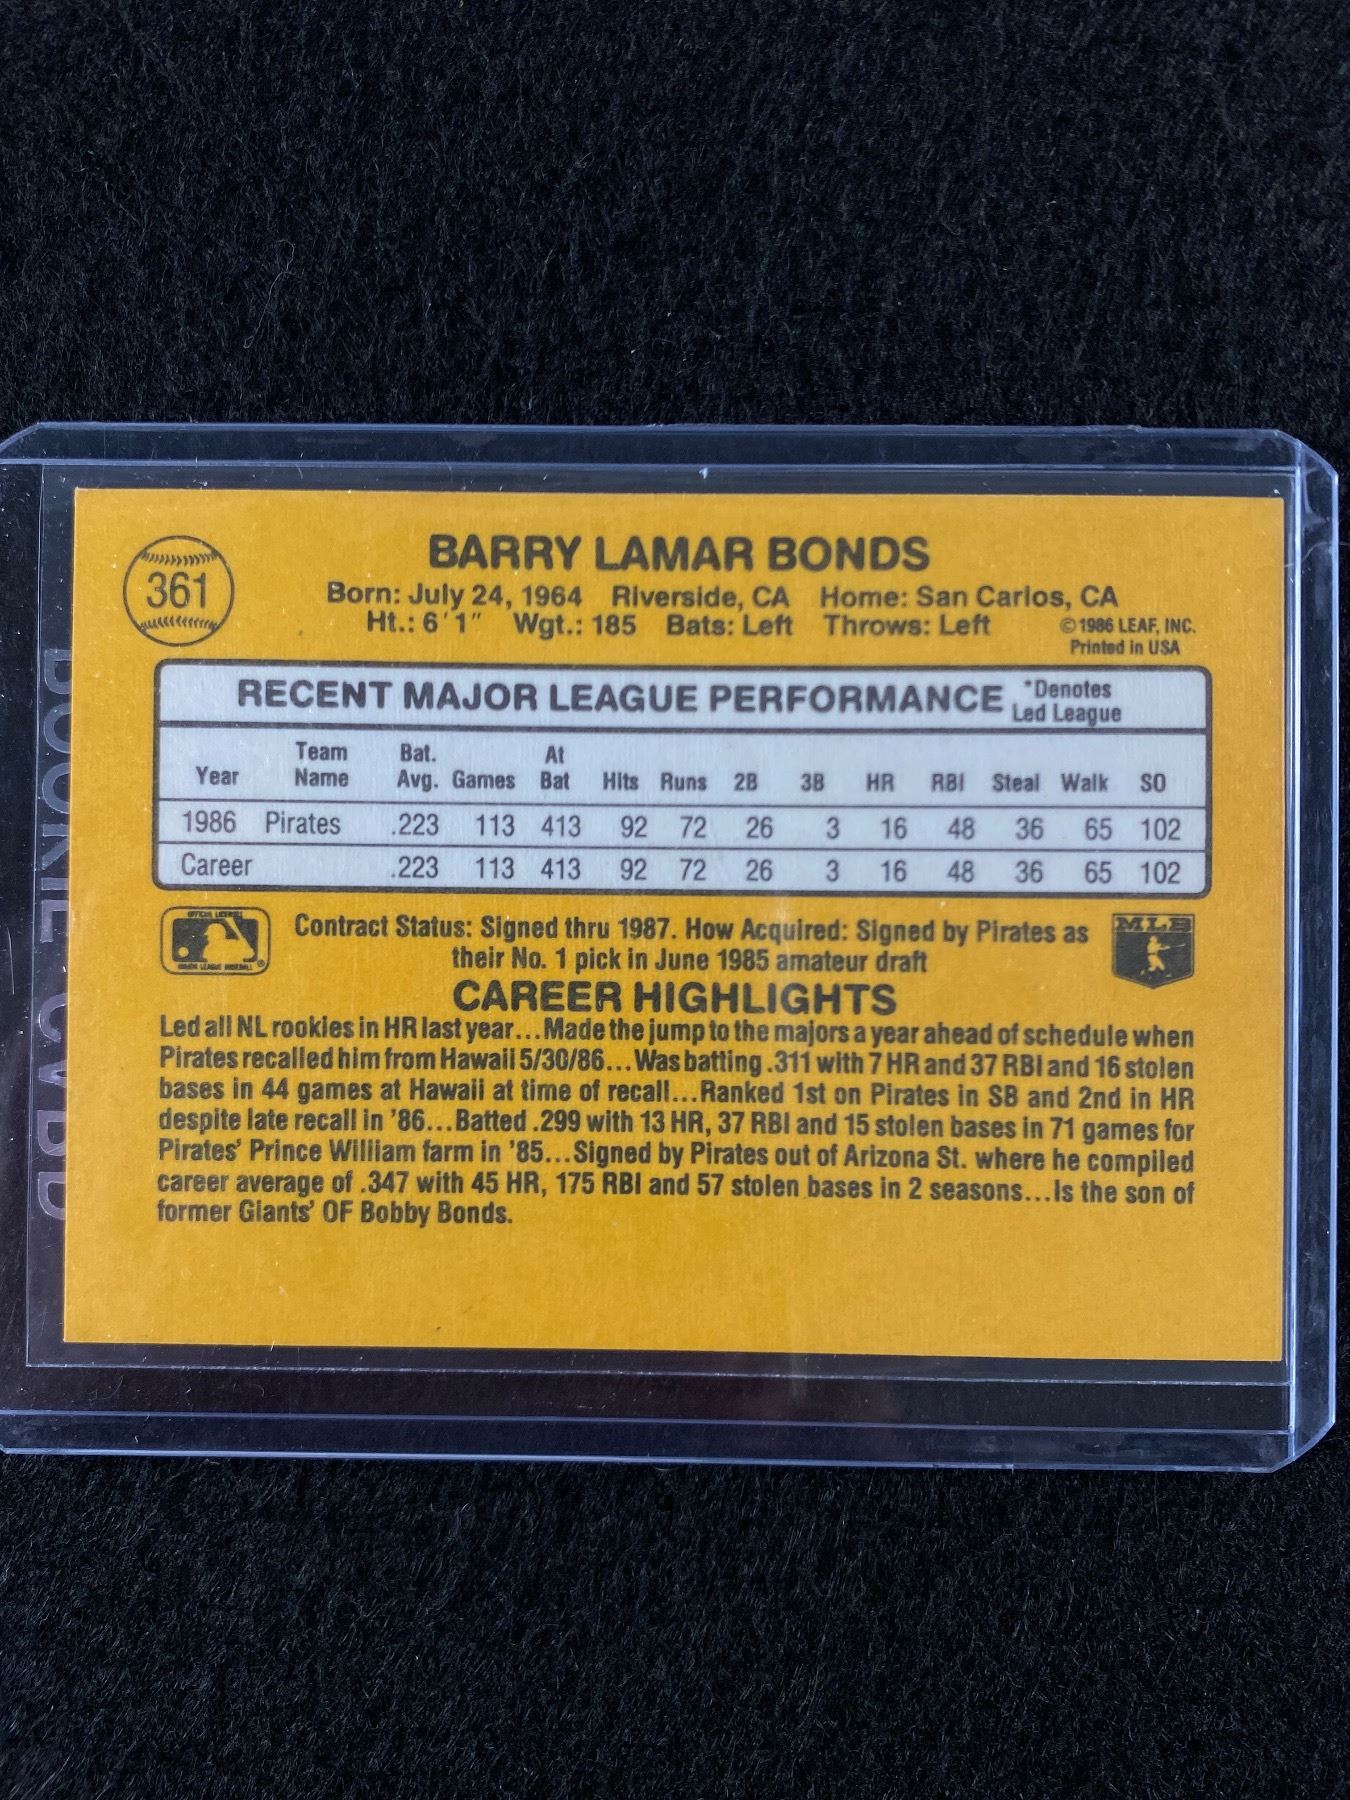 361
BARRY LAMAR BONDS
Born: July 24, 1964 Riverside, CA Home: San Carlos, CA
Ht.: 6'1" Wgt.: 185 Bats: Left Throws: Left
©1986 LEAF, INC.
Printed in USA
RECENT MAJOR LEAGUE PERFORMANCE *Denotes
Led League
Year Team Name Bat. Avg. Games At Bat Hits Runs 2B 3B HR RBI Steal Walk SO
1986 Pirates .223 113 413 92 72 26 3 16 48 36 65 102
Career .223 113 413 92 72 26 3 16 48 36 65 102
OFFICIAL LICENSEE
MAJOR LEAGUE BASEBALL
®
Contract Status: Signed thru 1987. How Acquired: Signed by Pirates as
their No. 1 pick in June 1985 amateur draft
MLB
CAREER HIGHLIGHTS
Led all NL rookies in HR last year...Made the jump to the majors a year ahead of schedule when
Pirates recalled him from Hawaii 5/30/86...Was batting .311 with 7 HR and 37 RBI and 16 stolen
bases in 44 games at Hawaii at time of recall...Ranked 1st on Pirates in SB and 2nd in HR
despite late recall in '86...Batted .299 with 13 HR, 37 RBI and 15 stolen bases in 71 games for
Pirates' Prince William farm in '85...Signed by Pirates out of Arizona St. where he compiled
career average of .347 with 45 HR, 175 RBI and 57 stolen bases in 2 seasons...Is the son of
former Giants' OF Bobby Bonds.